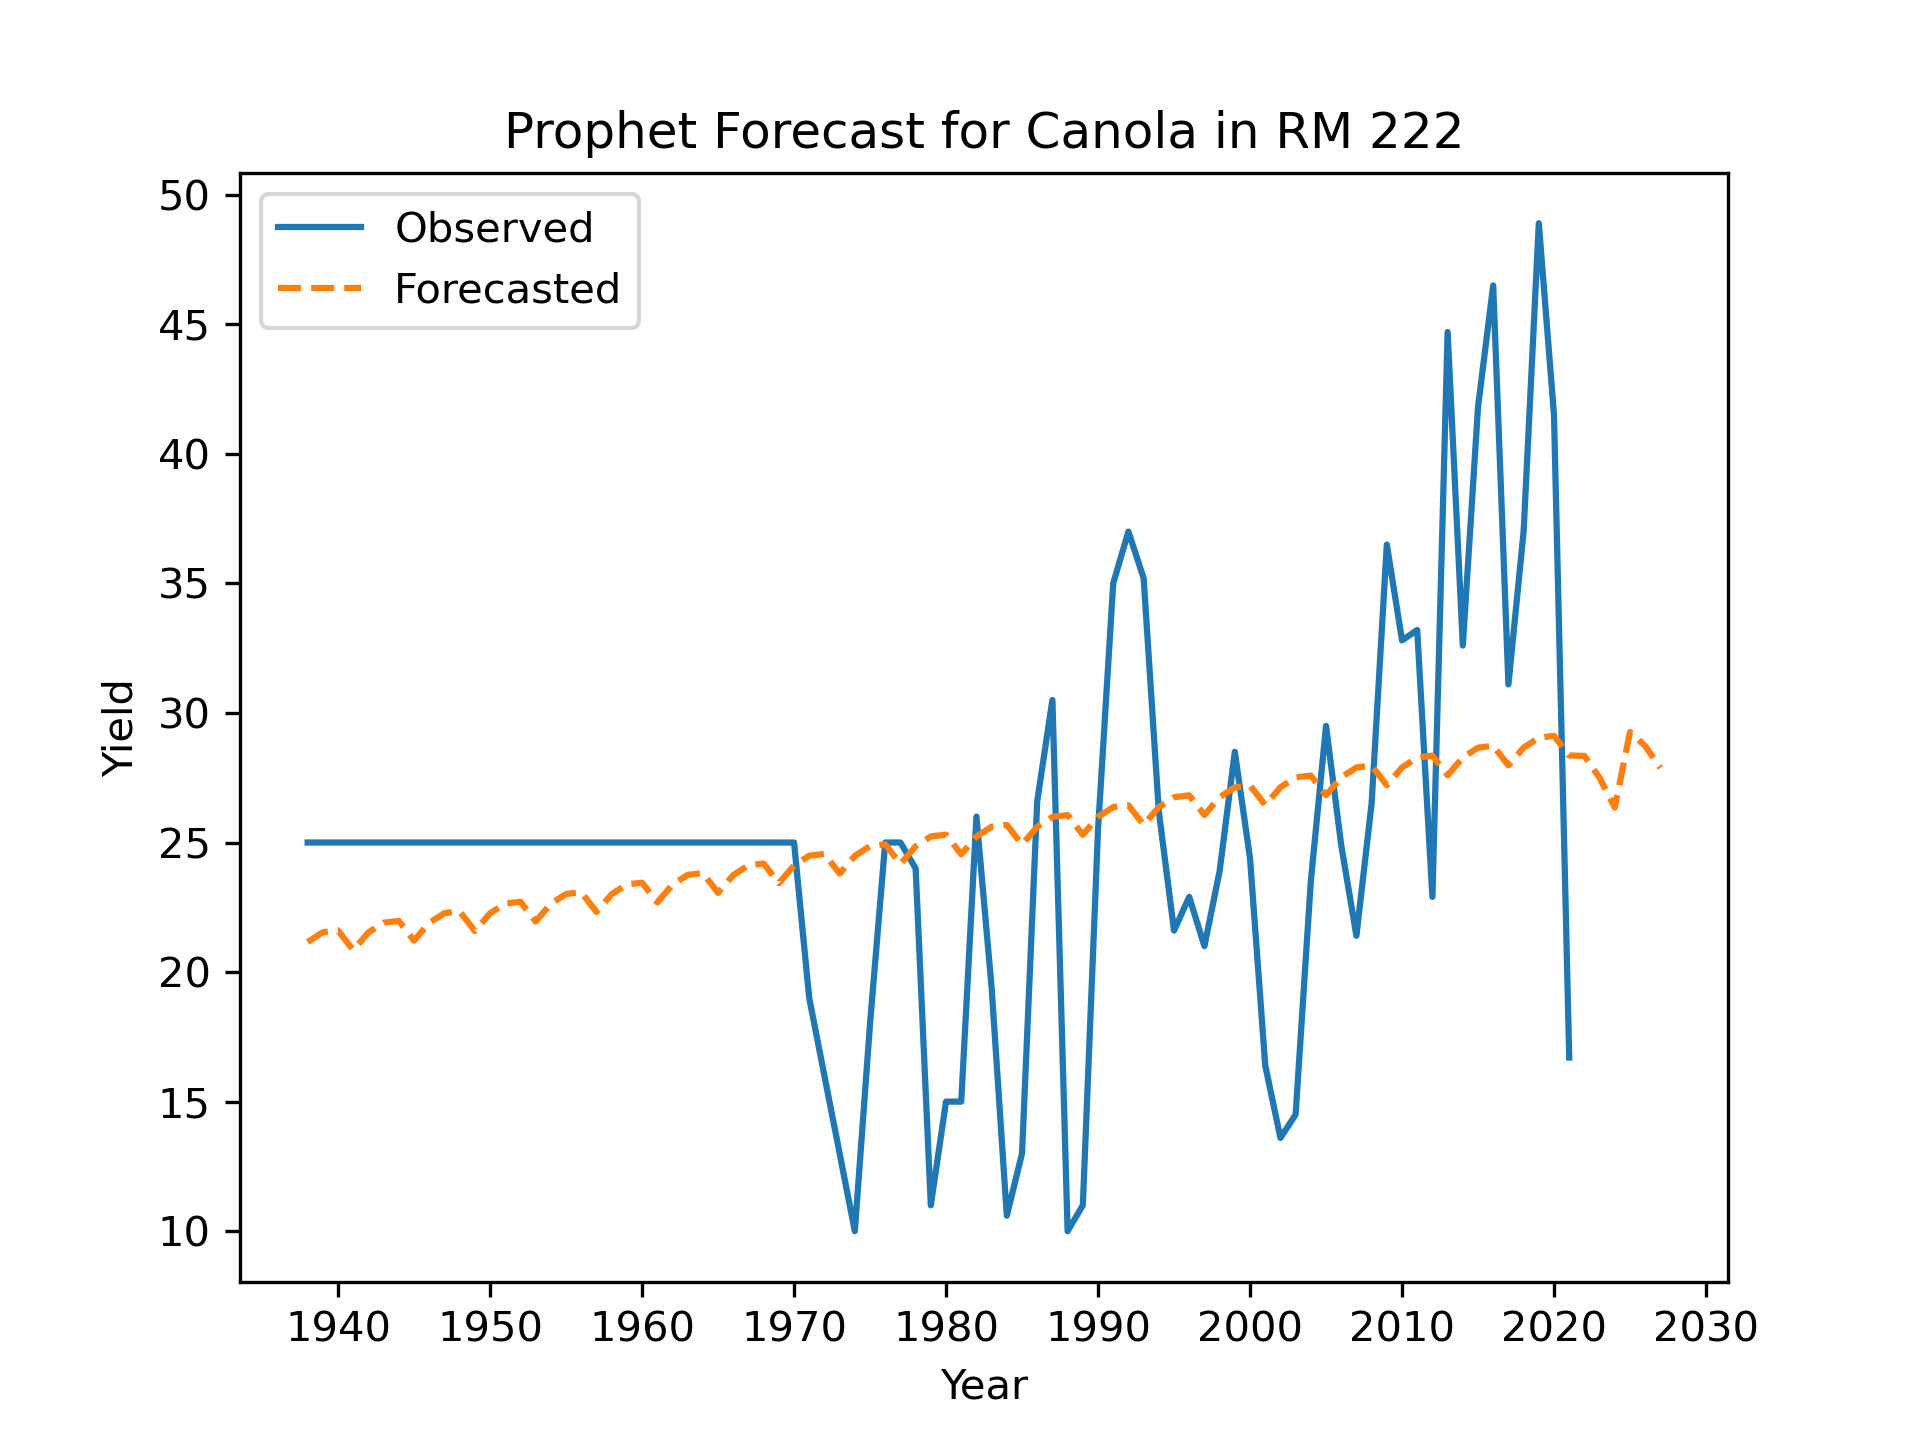 Prophet Forecast for Canola in RM 222
Observed
Forecasted
50
45
40
35
30
25
20
15
10
Yield
1940 1950 1960 1970 1980 1990 2000 2010 2020 2030
Year